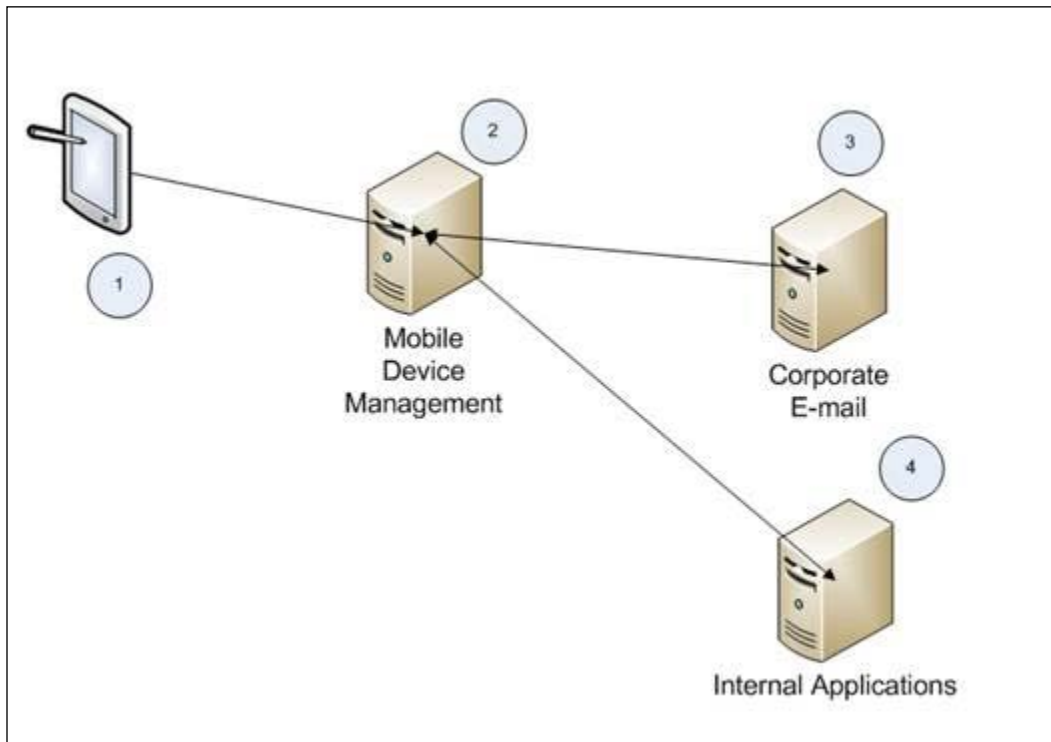 1
2
3
Mobile
Device
Management
Corporate
E-mail
4
Internal Applications